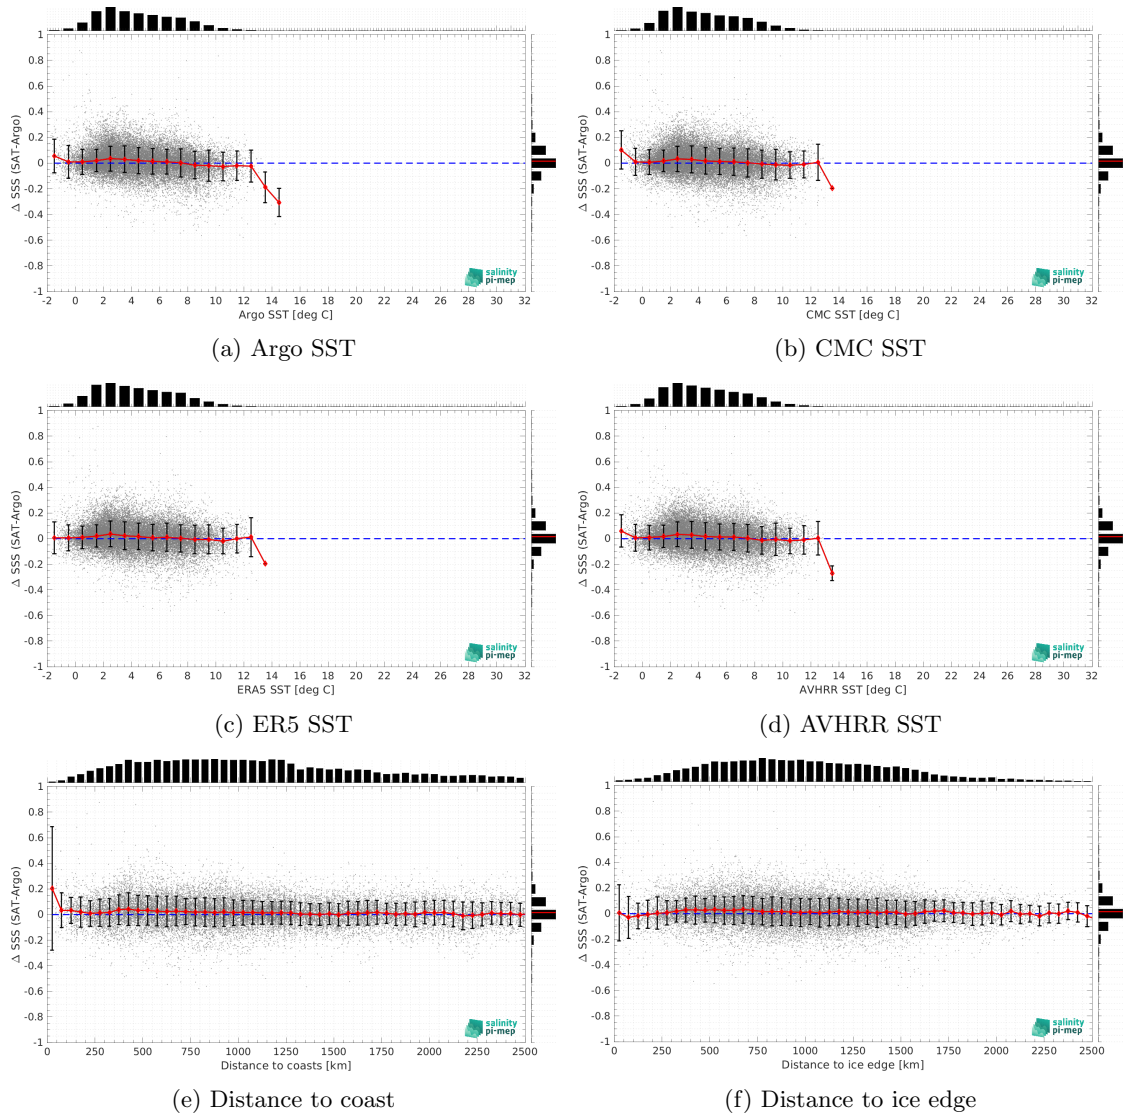 1
0.8
0.6
0.4
0.2
0
-0.2
-0.4
-0.6
-0.8
-1
Δ SSS (SAT-Argo)
salinity
pi-mep
-2 0 2 4 6 8 10 12 14 16 18 20 22 24 26 28 30 32
Argo SST [deg C]
(a) Argo SST
1
0.8
0.6
0.4
0.2
0
-0.2
-0.4
-0.6
-0.8
-1
Δ SSS (SAT-Argo)
salinity
pi-mep
-2 0 2 4 6 8 10 12 14 16 18 20 22 24 26 28 30 32
CMC SST [deg C]
(b) CMC SST
1
0.8
0.6
0.4
0.2
0
-0.2
-0.4
-0.6
-0.8
-1
Δ SSS (SAT-Argo)
salinity
pi-mep
-2 0 2 4 6 8 10 12 14 16 18 20 22 24 26 28 30 32
ERA5 SST [deg C]
(c) ER5 SST
1
0.8
0.6
0.4
0.2
0
-0.2
-0.4
-0.6
-0.8
-1
Δ SSS (SAT-Argo)
salinity
pi-mep
-2 0 2 4 6 8 10 12 14 16 18 20 22 24 26 28 30 32
AVHRR SST [deg C]
(d) AVHRR SST
1
0.8
0.6
0.4
0.2
0
-0.2
-0.4
-0.6
-0.8
-1
Δ SSS (SAT-Argo)
salinity
pi-mep
0 250 500 750 1000 1250 1500 1750 2000 2250 2500
Distance to coasts [km]
(e) Distance to coast
1
0.8
0.6
0.4
0.2
0
-0.2
-0.4
-0.6
-0.8
-1
Δ SSS (SAT-Argo)
salinity
pi-mep
0 250 500 750 1000 1250 1500 1750 2000 2250 2500
Distance to ice edge [km]
(f) Distance to ice edge